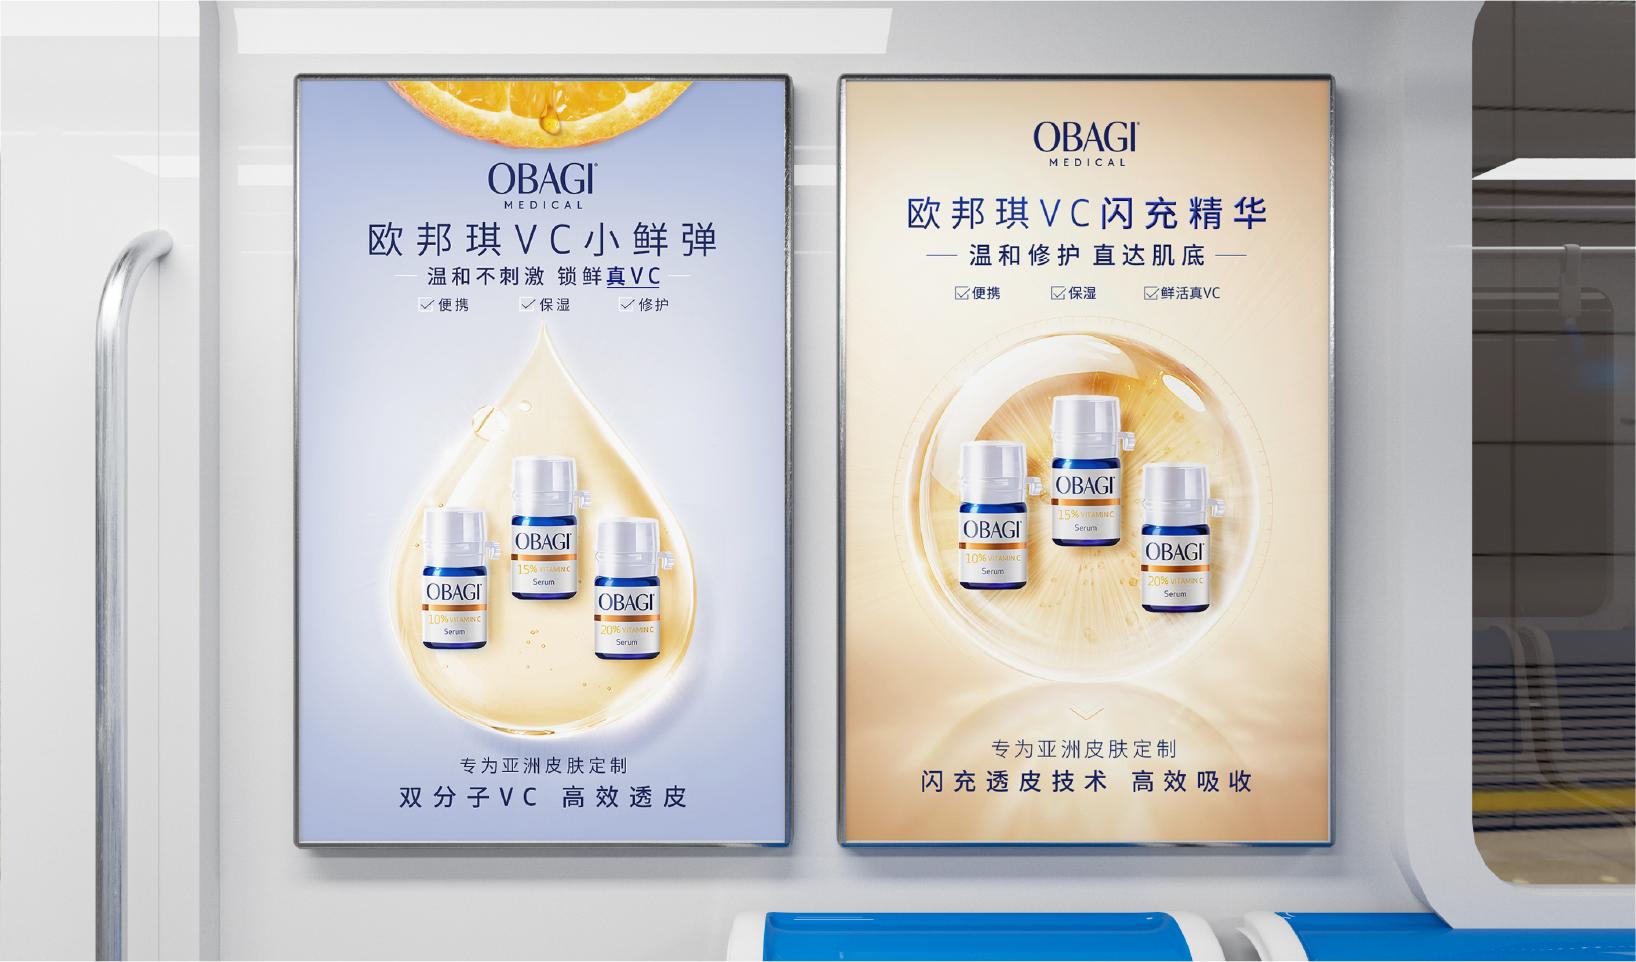 OBAGI
MEDICAL
欧邦琪VC小鲜弹
温和不刺激 锁鲜真VC
便携 保湿 修护
OBAGI
15% VITAMIN C
Serum
OBAGI
10% VITAMIN C
Serum
OBAGI
20% VITAMIN C
Serum
专为亚洲皮肤定制
双分子VC 高效透皮
OBAGI
MEDICAL
欧邦琪VC闪充精华
温和修护 直达肌底
便携 保湿 鲜活真VC
OBAGI
15% VITAMIN C
Serum
OBAGI
10% VITAMIN C
Serum
OBAGI
20% VITAMIN C
Serum
专为亚洲皮肤定制
闪充透皮技术 高效吸收